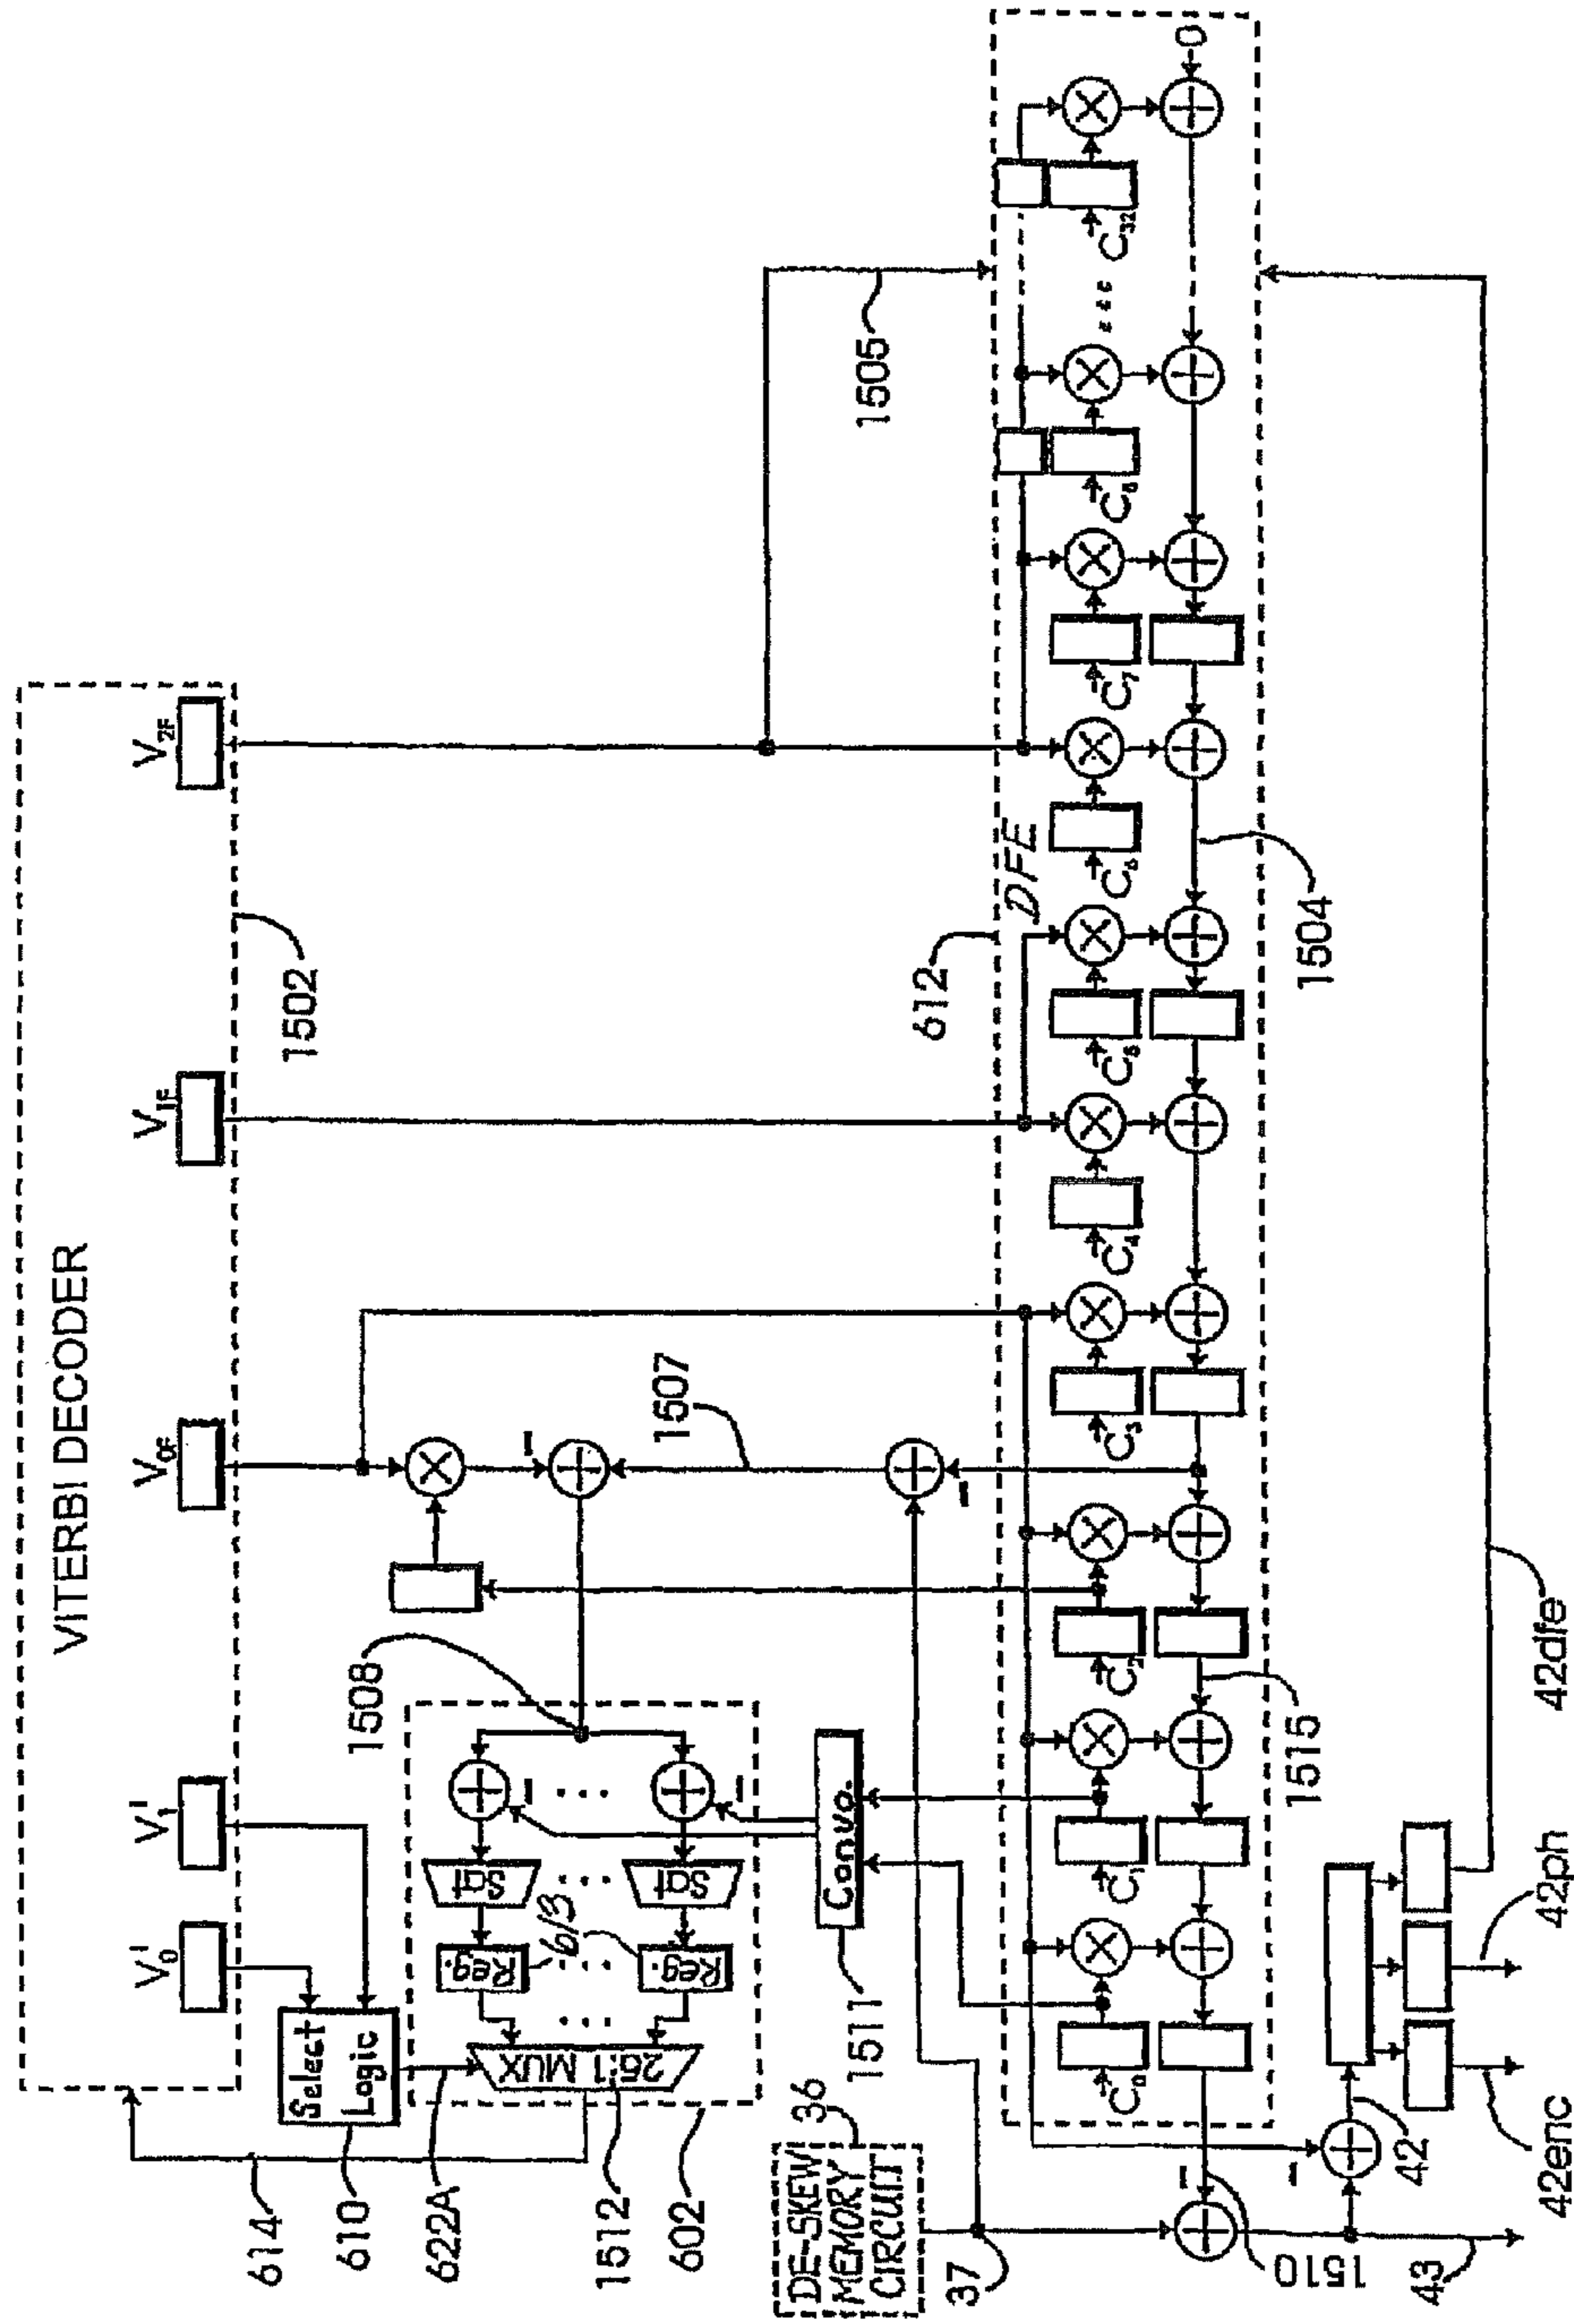 VITERBI DECODER
V₀ᴵ
V₁ᴵ
V₀F
V₁F
V₂F
1502
614
610
622A
1512
602
Select
Logic
26:1 MUX
Reg.
Reg.
613
Sat
Sat
1508
Convo.
1511
1507
1505
DE-SKEW
MEMORY
CIRCUIT
36
37
612
DFE
C₀
C₁
C₂
C₃
C₄
C₅
C₆
C₇
C₈
C₃₂
0
1515
1504
1510
43
42
42enc
42ph
42dfe